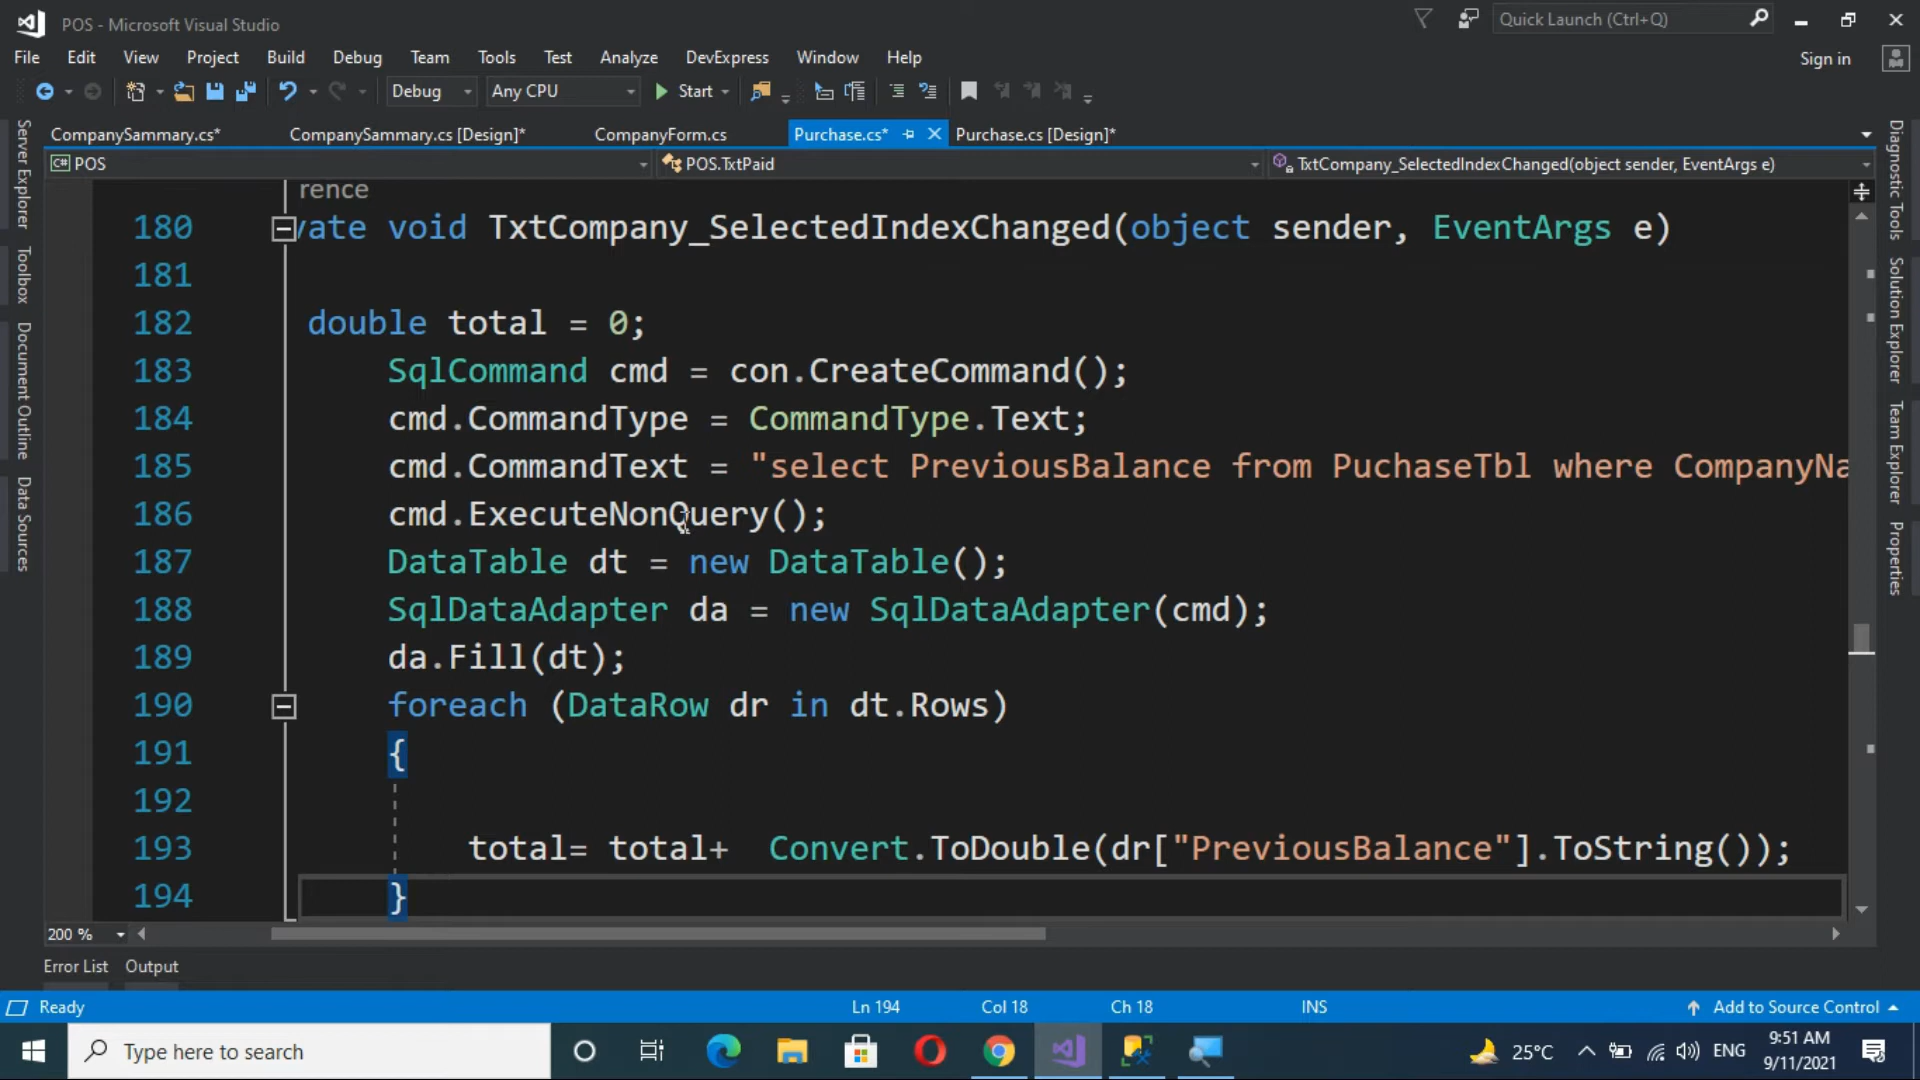 POS - Microsoft Visual Studio
Quick Launch (Ctrl+Q)
File Edit View Project Build Debug Team Tools Test Analyze DevExpress Window Help
Sign in
Debug Any CPU Start
CompanySammary.cs* CompanySammary.cs [Design]* CompanyForm.cs Purchase.cs* Purchase.cs [Design]*
C# POS POS.TxtPaid TxtCompany_SelectedIndexChanged(object sender, EventArgs e)
rence
180 vate void TxtCompany_SelectedIndexChanged(object sender, EventArgs e)
181
182 double total = 0;
183 SqlCommand cmd = con.CreateCommand();
184 cmd.CommandType = CommandType.Text;
185 cmd.CommandText = "select PreviousBalance from PuchaseTbl where CompanyNa
186 cmd.ExecuteNonQuery();
187 DataTable dt = new DataTable();
188 SqlDataAdapter da = new SqlDataAdapter(cmd);
189 da.Fill(dt);
190 foreach (DataRow dr in dt.Rows)
191 {
192
193 total= total+ Convert.ToDouble(dr["PreviousBalance"].ToString());
194 }
200 %
Server Explorer
Toolbox
Document Outline
Data Sources
Diagnostic Tools
Solution Explorer
Team Explorer
Properties
Error List Output
Ready Ln 194 Col 18 Ch 18 INS Add to Source Control
Type here to search
25°C ENG
9:51 AM
9/11/2021